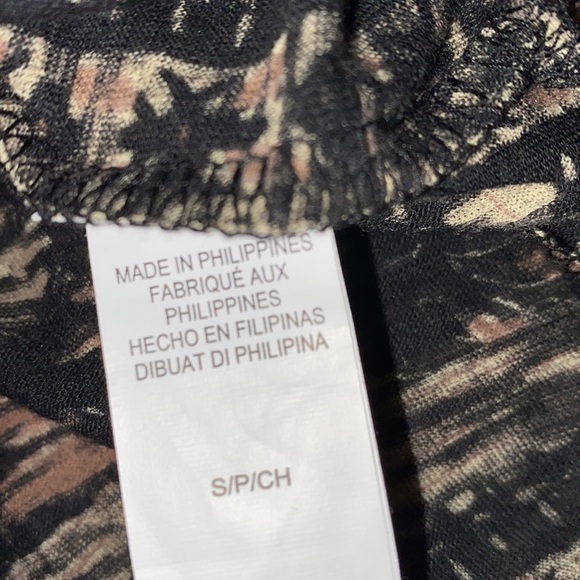 MADE IN PHILIPPINES
FABRIQUÉ AUX
PHILIPPINES
HECHO EN FILIPINAS
DIBUAT DI PHILIPINA
S/P/CH